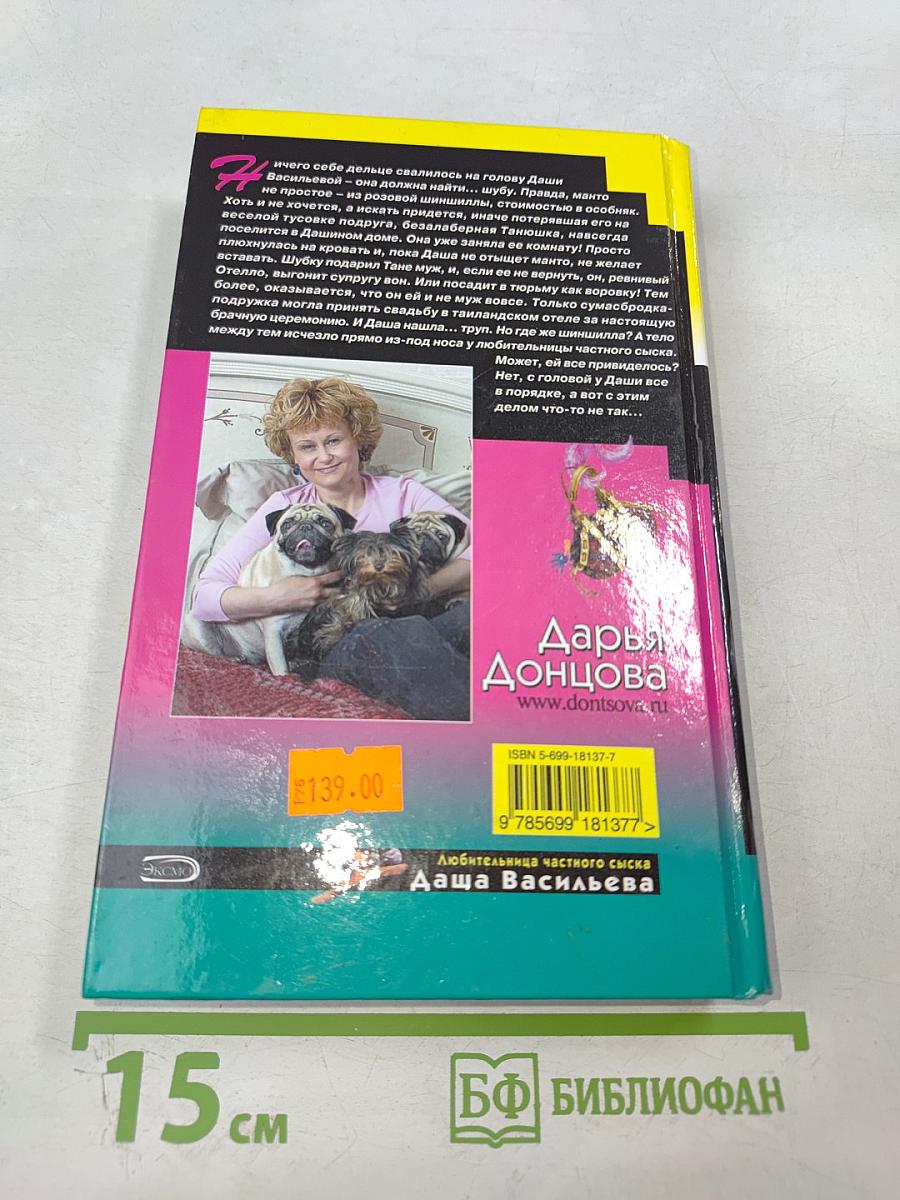 Ничего себе дельце свалилось на голову Даши
Васильевой – она должна найти... шубу. Правда, манто
не простое – из розовой шиншиллы, стоимостью в особняк.
Хоть и не хочется, а искать придется, иначе потерявшая его на
веселой тусовке подруга, безалаберная Танюшка, навсегда
поселится в Дашином доме. Она уже заняла ее комнату! Просто
плюхнулась на кровать и, пока Даша не отыщет манто, не желает
вставать. Шубку подарил Тане муж, и, если ее не вернуть, он, ревнивый
Отелло, выгонит супругу вон. Или посадит в тюрьму как воровку! Тем
более, оказывается, что он ей и не муж вовсе. Только сумасбродка-
подружка могла принять свадьбу в таиландском отеле за настоящую
брачную церемонию. И Даша нашла... труп. Но где же шиншилла? А тело
между тем исчезло прямо из-под носа у любительницы частного сыска.
Может, ей все привиделось?
Нет, с головой у Даши все
в порядке, а вот с этим
делом что-то не так...
Дарья
Донцова
www.dontsova.ru
ISBN 5-699-18137-7
9 785699 181377 >
РУБ 139.00
ЭКСМО
Любительница частного сыска
Даша Васильева
15 см
БФ БИБЛИОФАН